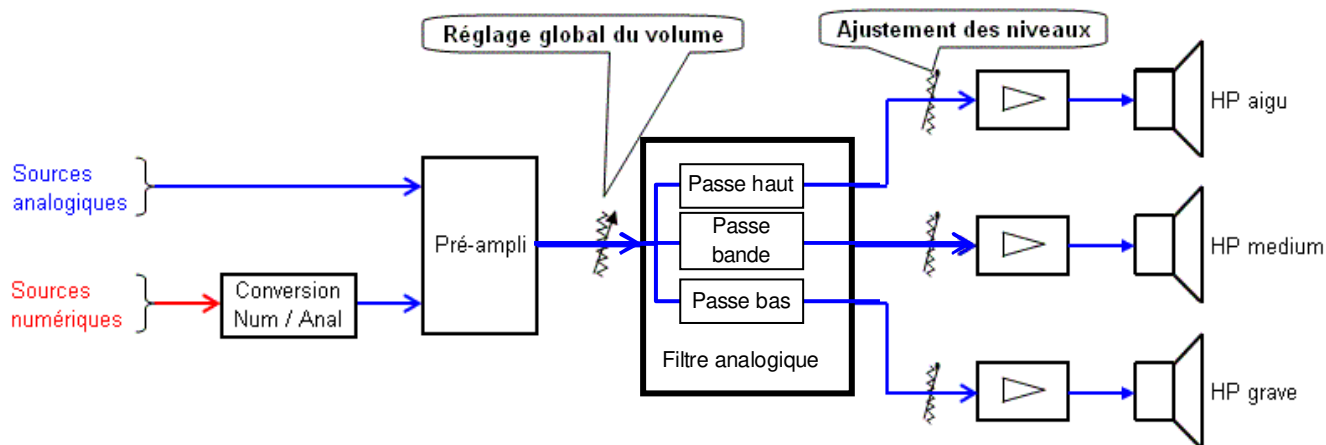 Réglage global du volume
Ajustement des niveaux
HP aigu
Sources
analogiques
Passe haut
Passe
bande
Pré-ampli
HP medium
Sources
numériques
Conversion
Num / Anal
Passe bas
Filtre analogique
HP grave